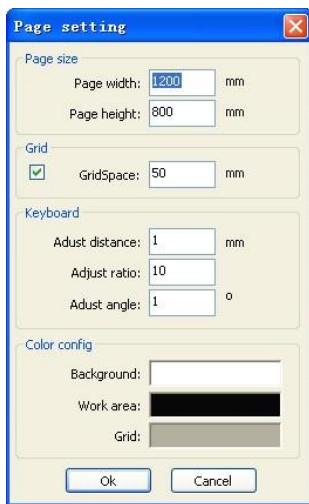 Page setting
Page size
Page width: 1200 mm
Page height: 800 mm
Grid
GridSpace: 50 mm
Keyboard
Adust distance: 1 mm
Adjust ratio: 10
Adust angle: 1 o
Color config
Background:
Work area:
Grid:
Ok Cancel